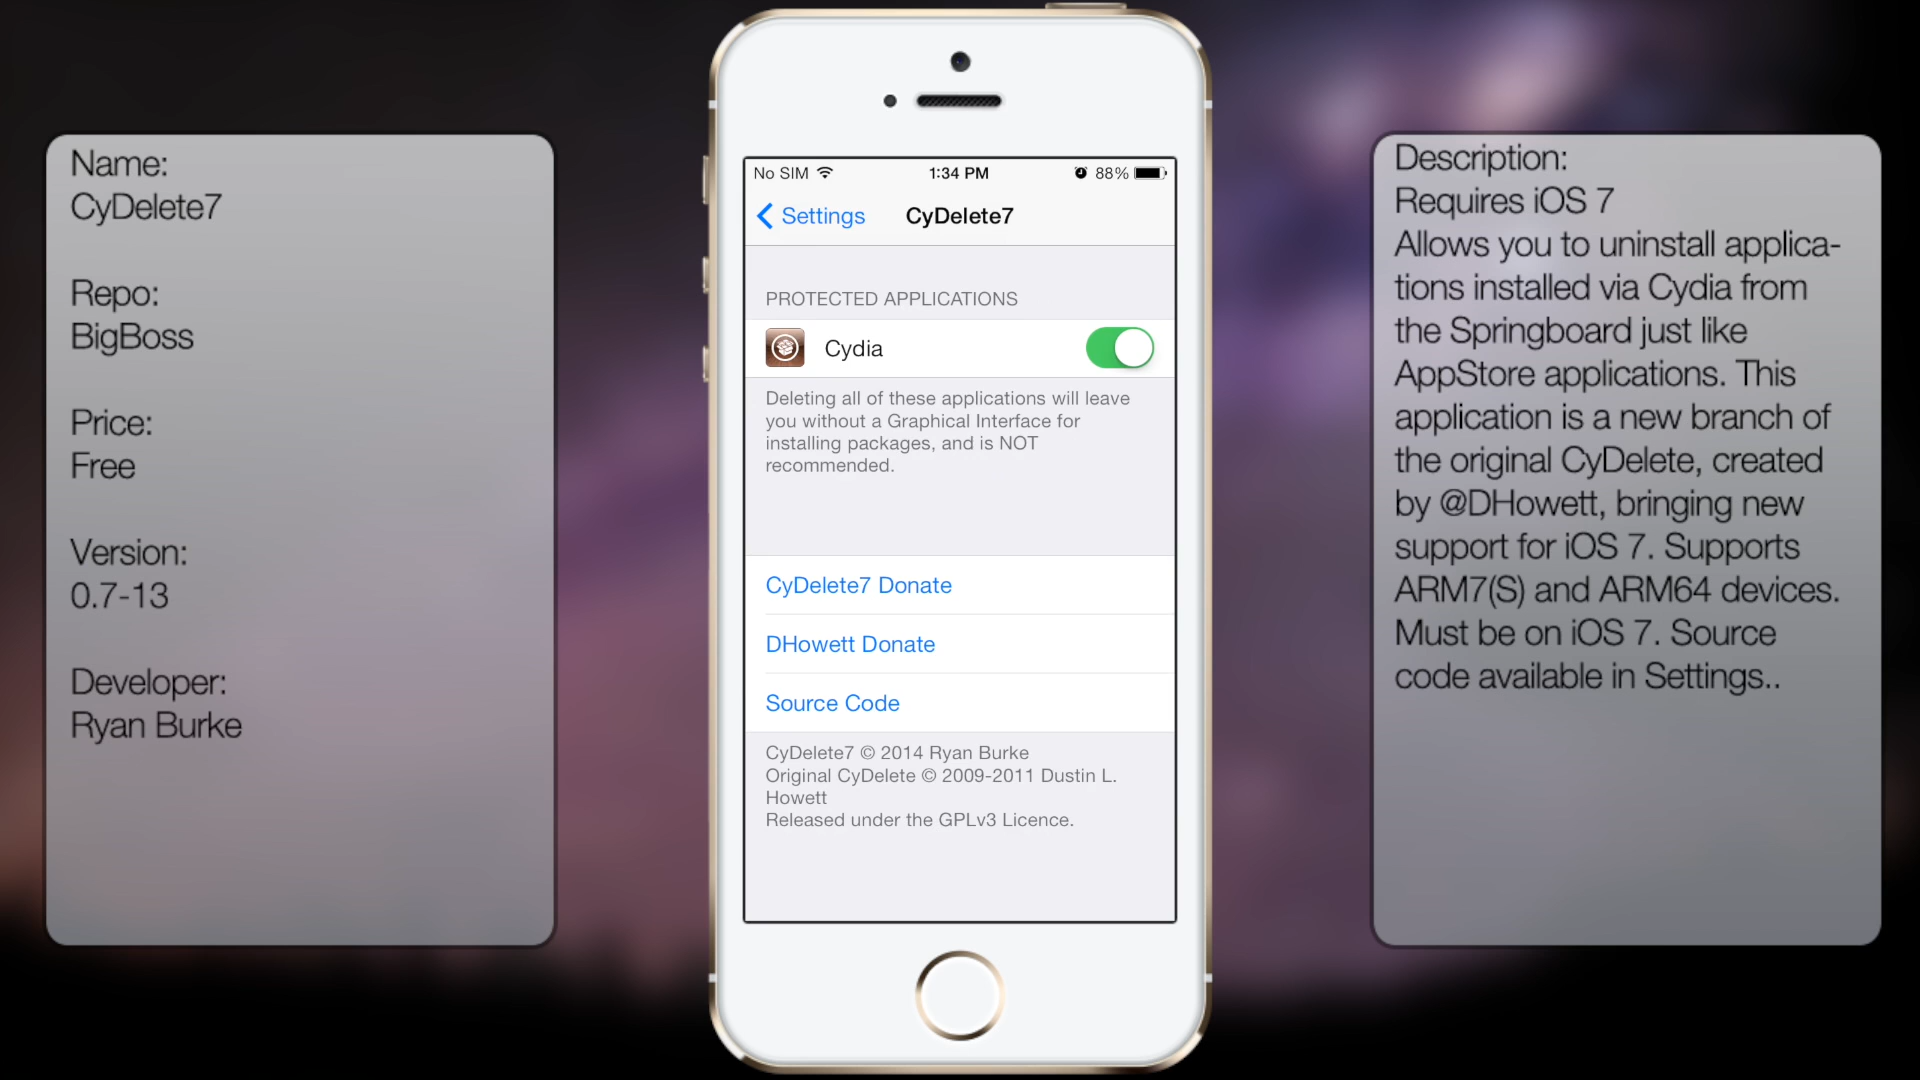 Name:
CyDelete7
Repo:
BigBoss
Price:
Free
Version:
0.7-13
Developer:
Ryan Burke
No SIM 1:34 PM 88%
Settings CyDelete7
PROTECTED APPLICATIONS
Cydia
Deleting all of these applications will leave
you without a Graphical Interface for
installing packages, and is NOT
recommended.
CyDelete7 Donate
DHowett Donate
Source Code
CyDelete7 © 2014 Ryan Burke
Original CyDelete © 2009-2011 Dustin L.
Howett
Released under the GPLv3 Licence.
Description:
Requires iOS 7
Allows you to uninstall applica-
tions installed via Cydia from
the Springboard just like
AppStore applications. This
application is a new branch of
the original CyDelete, created
by @DHowett, bringing new
support for iOS 7. Supports
ARM7(S) and ARM64 devices.
Must be on iOS 7. Source
code available in Settings..